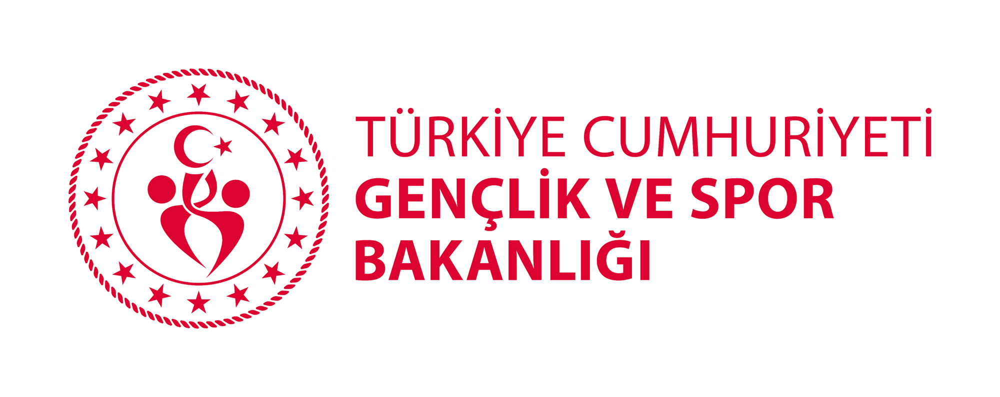 TÜRKİYE CUMHURİYETİ
GENÇLİK VE SPOR
BAKANLIĞI